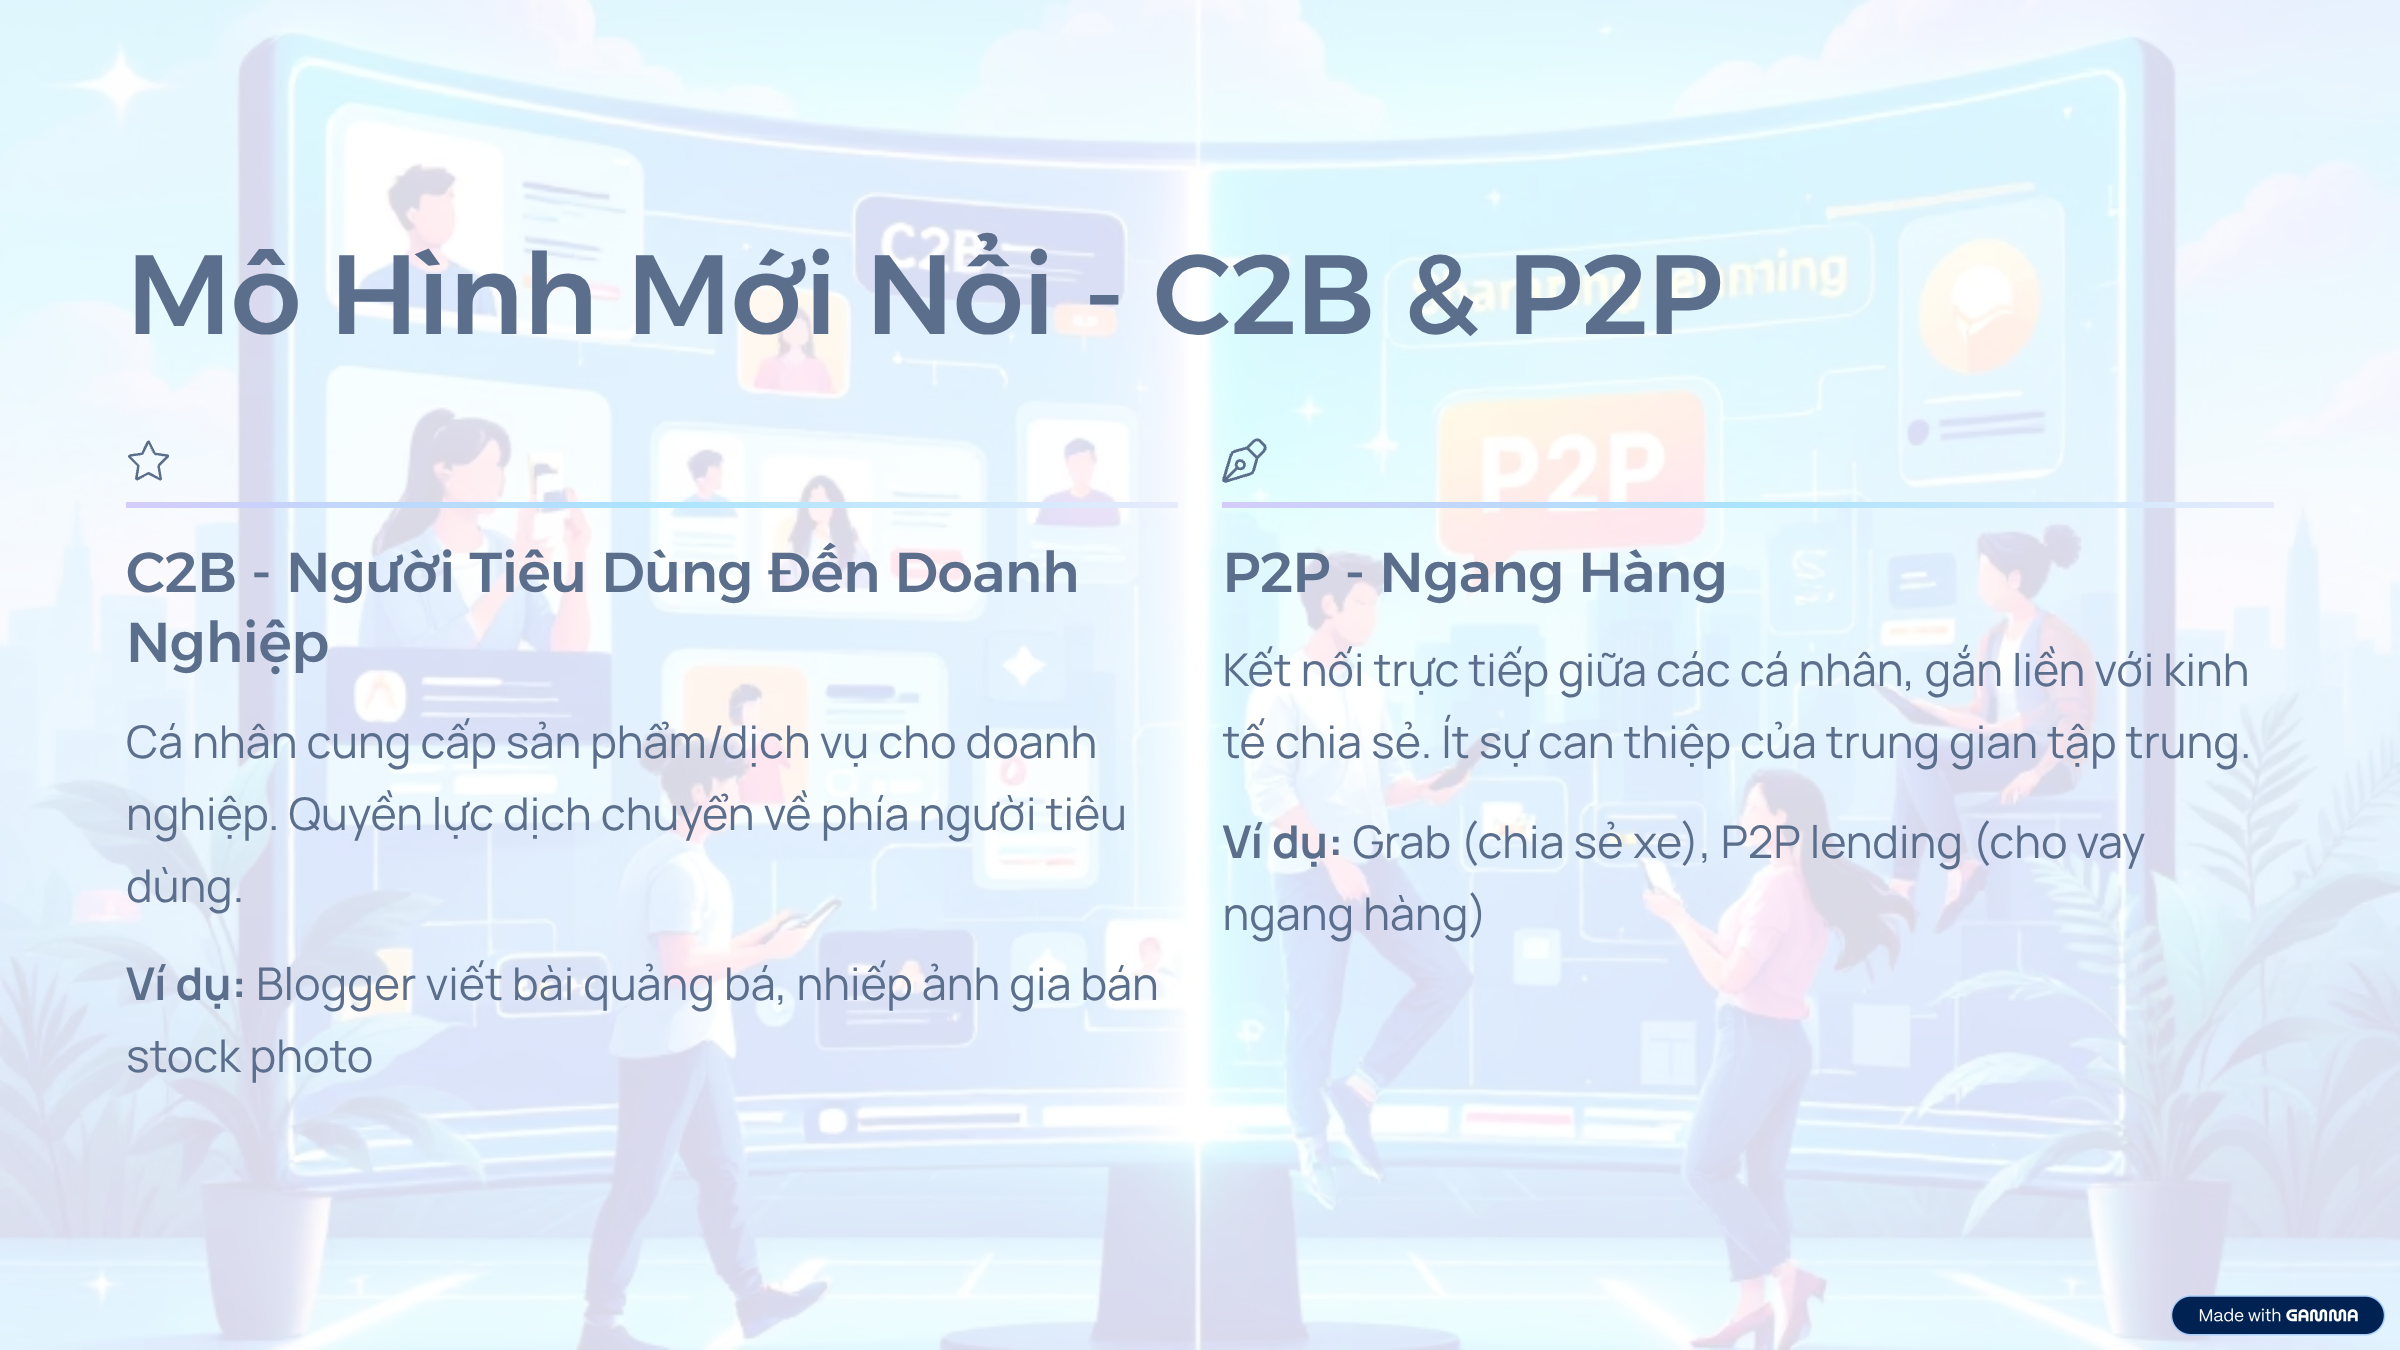 Mô Hình Mới Nổi - C2B & P2P
C2B - Người Tiêu Dùng Đến Doanh
Nghiệp
Cá nhân cung cấp sản phẩm/dịch vụ cho doanh
nghiệp. Quyền lực dịch chuyển về phía người tiêu
dùng.
Ví dụ: Blogger viết bài quảng bá, nhiếp ảnh gia bán
stock photo
P2P - Ngang Hàng
Kết nối trực tiếp giữa các cá nhân, gắn liền với kinh
tế chia sẻ. Ít sự can thiệp của trung gian tập trung.
Ví dụ: Grab (chia sẻ xe), P2P lending (cho vay
ngang hàng)
C2B
P2P
Made with GAMMA